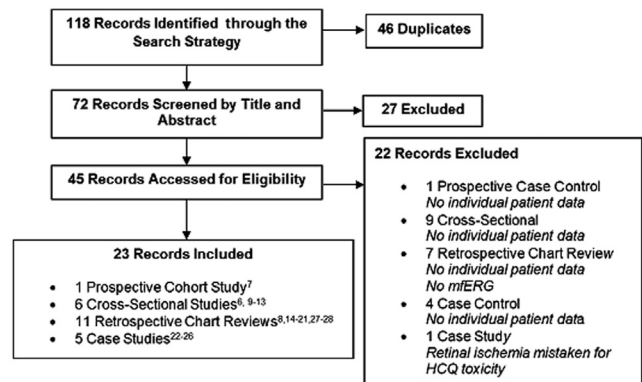 118 Records Identified through the
Search Strategy
46 Duplicates
72 Records Screened by Title and
Abstract
27 Excluded
45 Records Accessed for Eligibility
22 Records Excluded
• 1 Prospective Case Control
No individual patient data
• 9 Cross-Sectional
No individual patient data
• 7 Retrospective Chart Review
No individual patient data
No mfERG
• 4 Case Control
No individual patient data
• 1 Case Study
Retinal ischemia mistaken for
HCQ toxicity
23 Records Included
• 1 Prospective Cohort Study7
• 6 Cross-Sectional Studies6, 9-13
• 11 Retrospective Chart Reviews8,14-21,27-28
• 5 Case Studies22-26